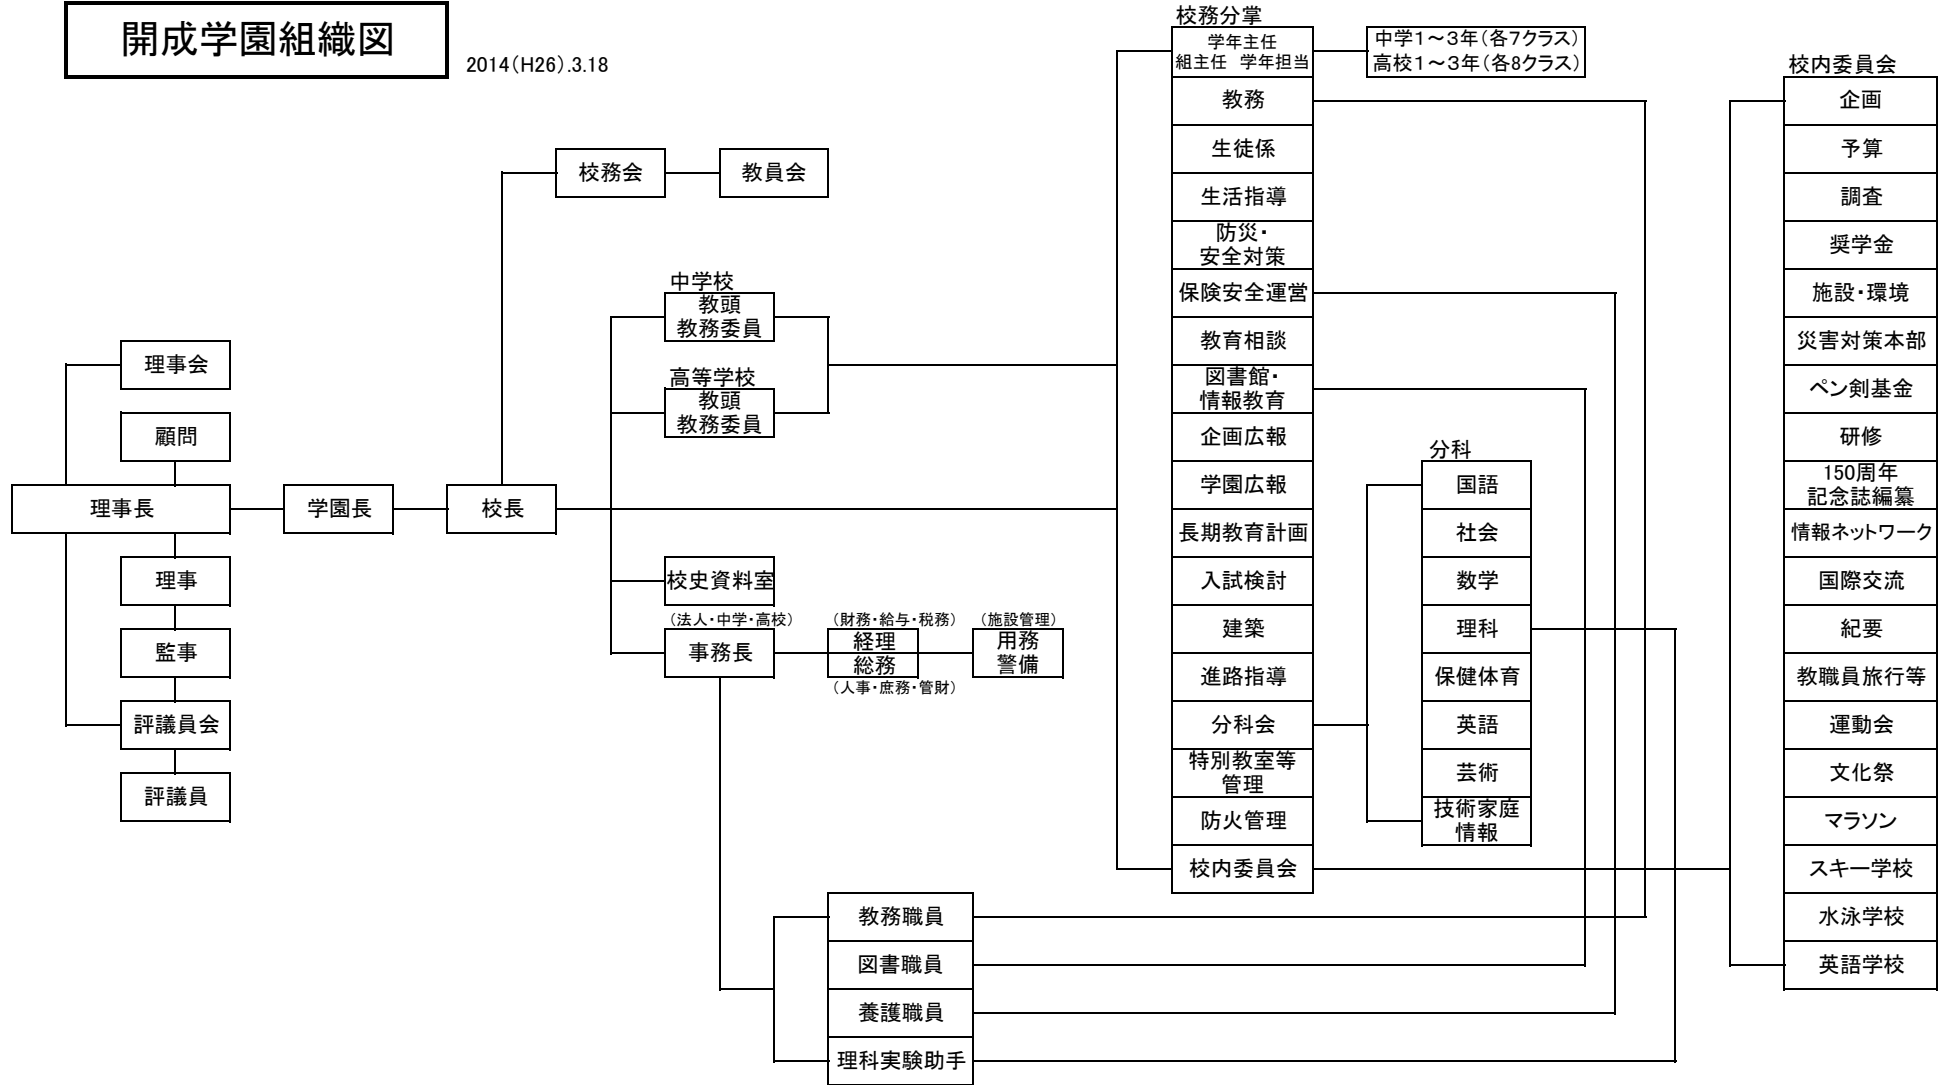 開成学園組織図
2014(H26).3.18
理事会
顧問
理事長
理事
監事
評議員会
評議員
学園長
校長
校務会
教員会
中学校
教頭
教務委員
高等学校
教頭
教務委員
校史資料室
(法人・中学・高校)
事務長
(財務・給与・税務)
経理
総務
(人事・庶務・管財)
(施設管理)
用務
警備
教務職員
図書職員
養護職員
理科実験助手
校務分掌
学年主任
組主任 学年担当
教務
生徒係
生活指導
防災・
安全対策
保険安全運営
教育相談
図書館・
情報教育
企画広報
学園広報
長期教育計画
入試検討
建築
進路指導
分科会
特別教室等
管理
防火管理
校内委員会
中学1~3年(各7クラス)
高校1~3年(各8クラス)
分科
国語
社会
数学
理科
保健体育
英語
芸術
技術家庭
情報
校内委員会
企画
予算
調査
奨学金
施設・環境
災害対策本部
ペン剣基金
研修
150周年
記念誌編纂
情報ネットワーク
国際交流
紀要
教職員旅行等
運動会
文化祭
マラソン
スキー学校
水泳学校
英語学校